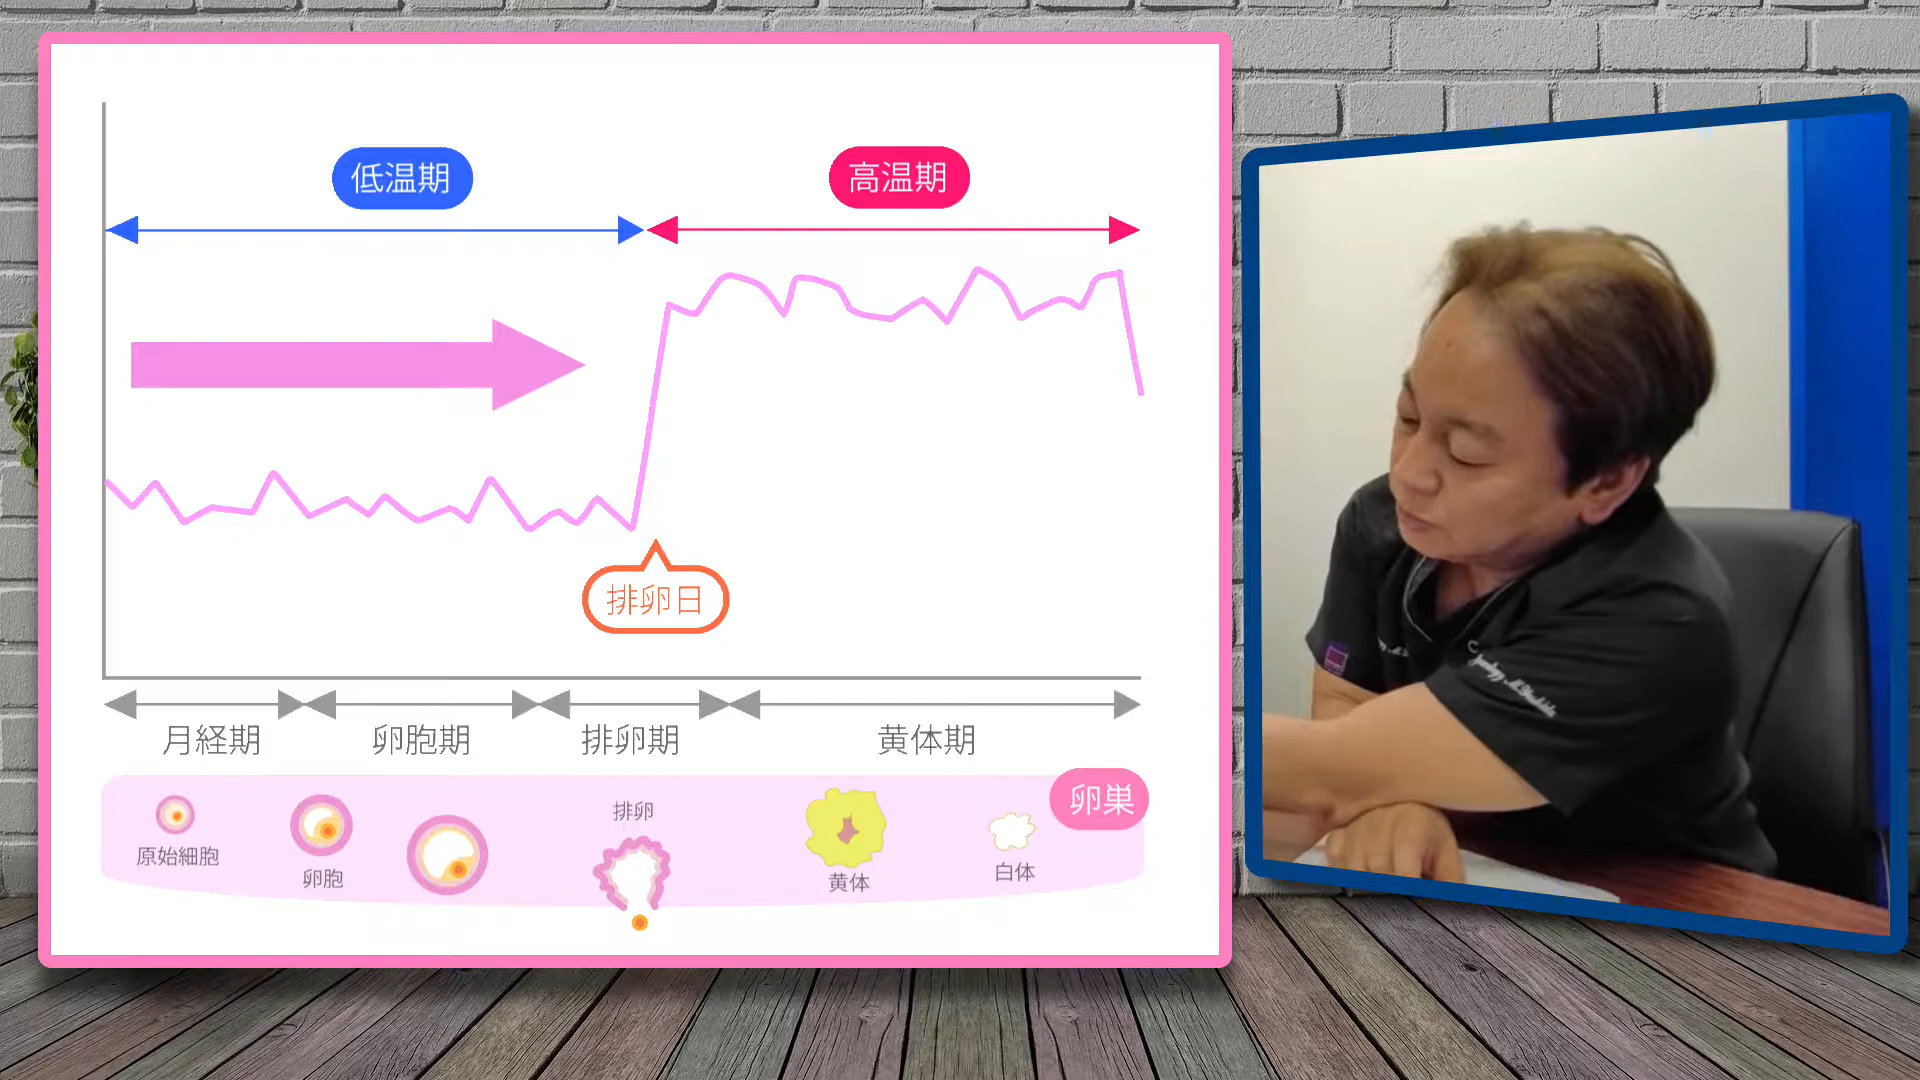 低温期
高温期
排卵日
月経期
卵胞期
排卵期
黄体期
卵巣
排卵
原始細胞
卵胞
黄体
白体